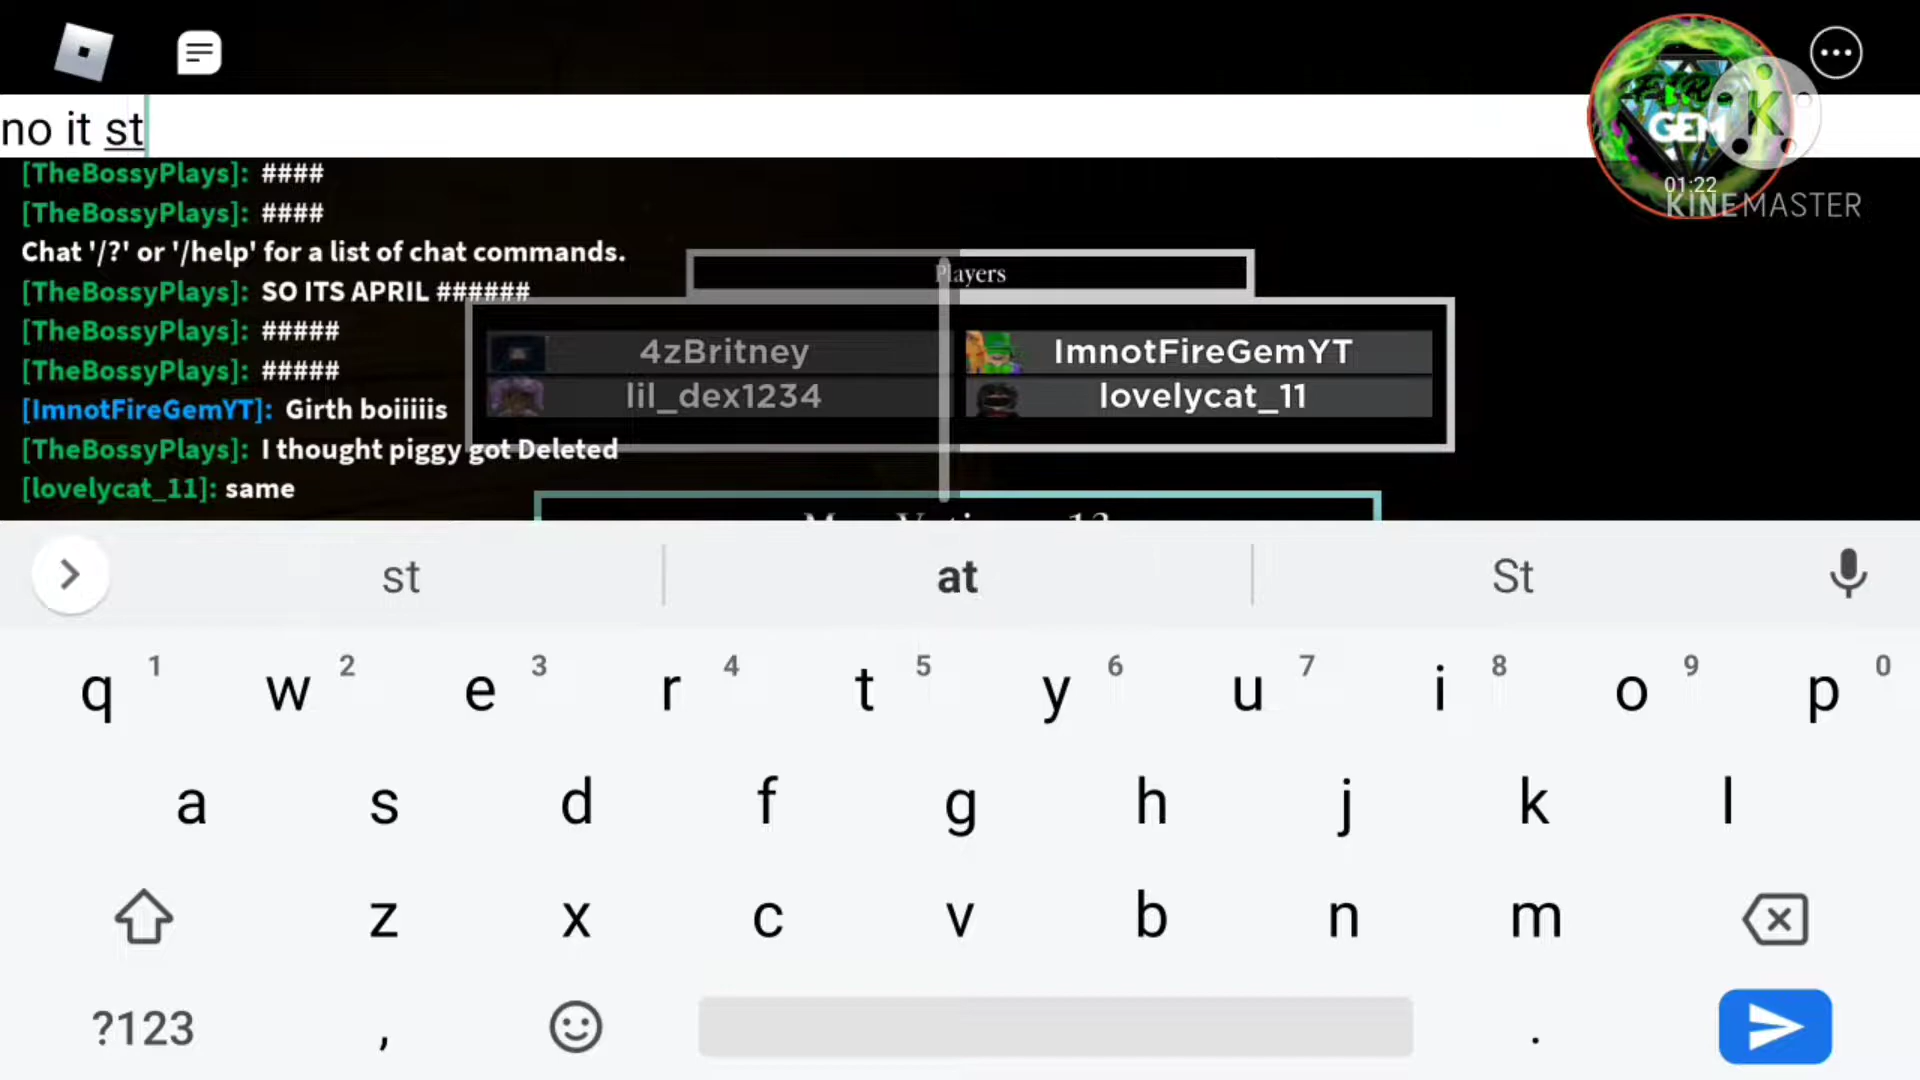 no it st
[TheBossyPlays]: ####
[TheBossyPlays]: ####
Chat '/?' or '/help' for a list of chat commands.
[TheBossyPlays]: SO ITS APRIL ######
[TheBossyPlays]: #####
[TheBossyPlays]: #####
[ImnotFireGemYT]: Girth boiiiiis
[TheBossyPlays]: I thought piggy got Deleted
[lovelycat_11]: same
Players
4zBritney ImnotFireGemYT
lil_dex1234 lovelycat_11
GEM
K
01:22
KINEMASTER
st at St
q 1 w 2 e 3 r 4 t 5 y 6 u 7 i 8 o 9 p 0
a s d f g h j k l
z x c v b n m
?123 , .